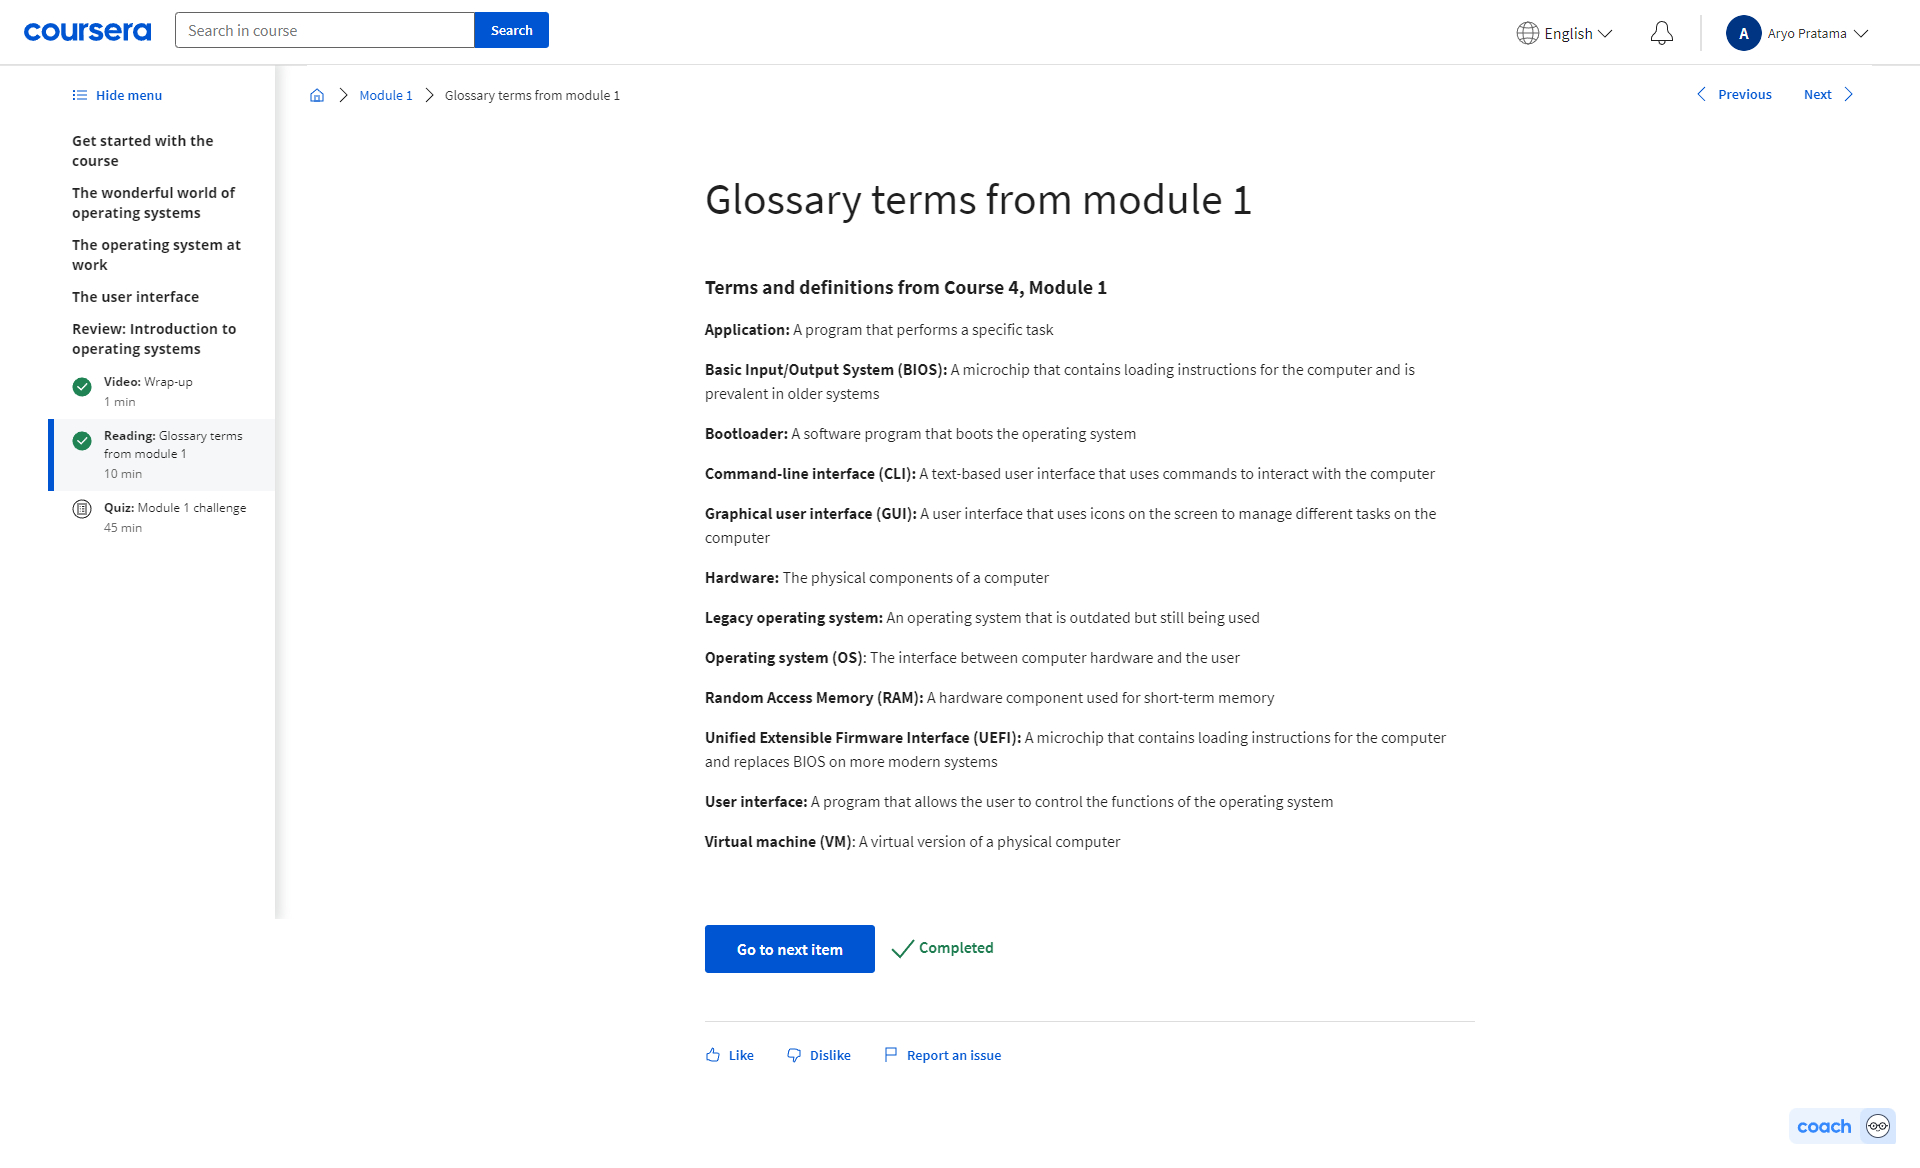 coursera
Search in course
Search
English
A
Aryo Pratama
Hide menu
Get started with the
course
The wonderful world of
operating systems
The operating system at
work
The user interface
Review: Introduction to
operating systems
Video: Wrap-up
1 min
Reading: Glossary terms
from module 1
10 min
Quiz: Module 1 challenge
45 min
Module 1
Glossary terms from module 1
Previous
Next
Glossary terms from module 1
Terms and definitions from Course 4, Module 1
Application: A program that performs a specific task
Basic Input/Output System (BIOS): A microchip that contains loading instructions for the computer and is
prevalent in older systems
Bootloader: A software program that boots the operating system
Command-line interface (CLI): A text-based user interface that uses commands to interact with the computer
Graphical user interface (GUI): A user interface that uses icons on the screen to manage different tasks on the
computer
Hardware: The physical components of a computer
Legacy operating system: An operating system that is outdated but still being used
Operating system (OS): The interface between computer hardware and the user
Random Access Memory (RAM): A hardware component used for short-term memory
Unified Extensible Firmware Interface (UEFI): A microchip that contains loading instructions for the computer
and replaces BIOS on more modern systems
User interface: A program that allows the user to control the functions of the operating system
Virtual machine (VM): A virtual version of a physical computer
Go to next item
Completed
Like
Dislike
Report an issue
coach